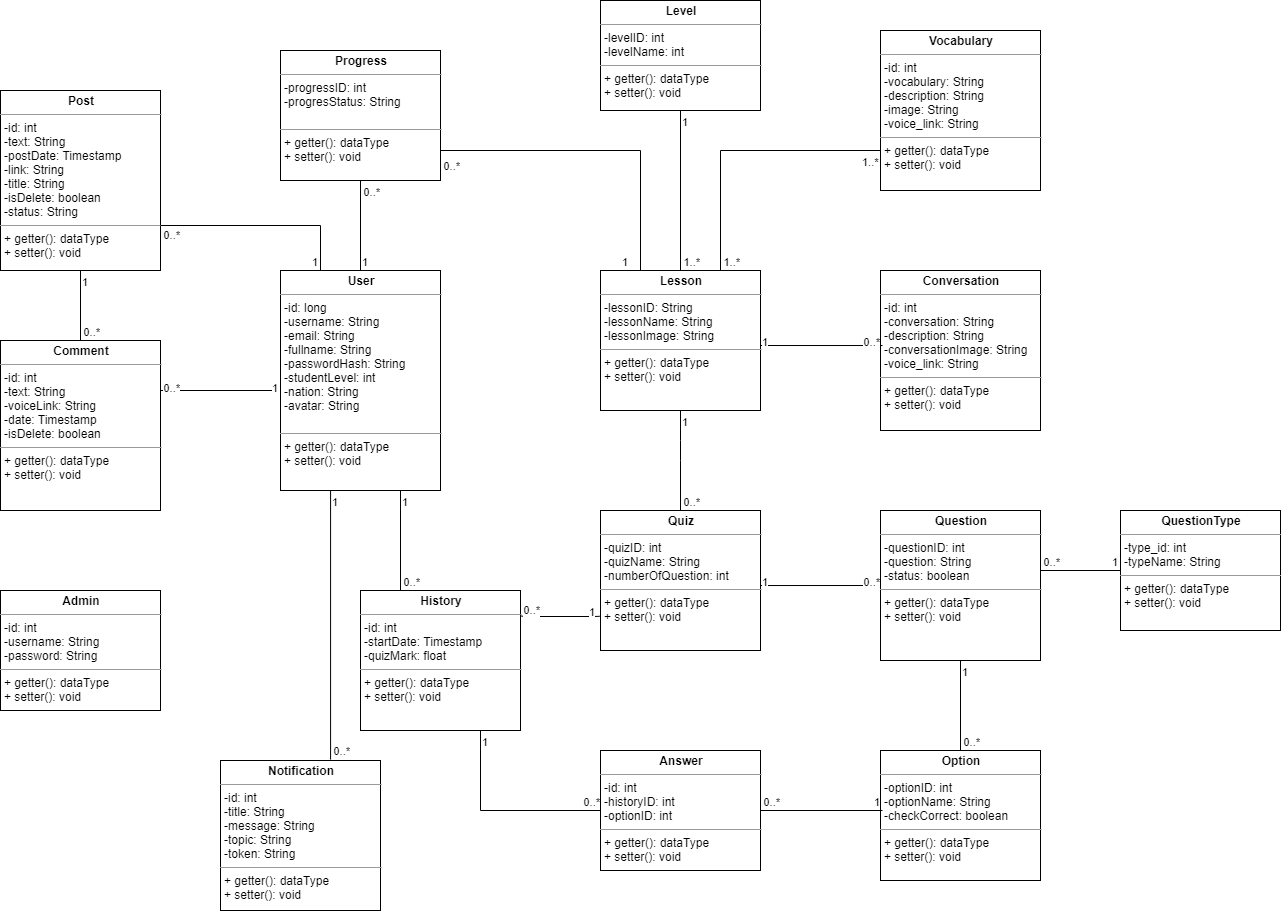 Level
-levelID: int
-levelName: int
+ getter(): dataType
+ setter(): void
1
Vocabulary
-id: int
-vocabulary: String
-description: String
-image: String
-voice_link: String
+ getter(): dataType
+ setter(): void
1..*
Progress
-progressID: int
-progresStatus: String
+ getter(): dataType
+ setter(): void
0..*
0..*
Post
-id: int
-text: String
-postDate: Timestamp
-link: String
-title: String
-isDelete: boolean
-status: String
+ getter(): dataType
+ setter(): void
0..*
1
1
1
1
1..*
1..*
User
-id: long
-username: String
-email: String
-fullname: String
-passwordHash: String
-studentLevel: int
-nation: String
-avatar: String
+ getter(): dataType
+ setter(): void
1
1
1
Lesson
-lessonID: String
-lessonName: String
-lessonImage: String
+ getter(): dataType
+ setter(): void
1
0..*
1
Conversation
-id: int
-conversation: String
-description: String
-conversationImage: String
-voice_link: String
+ getter(): dataType
+ setter(): void
0..*
Comment
-id: int
-text: String
-voiceLink: String
-date: Timestamp
-isDelete: boolean
+ getter(): dataType
+ setter(): void
0..*
0..*
Quiz
-quizID: int
-quizName: String
-numberOfQuestion: int
+ getter(): dataType
+ setter(): void
1
0..*
1
Question
-questionID: int
-question: String
-status: boolean
+ getter(): dataType
+ setter(): void
0..*
1
1
QuestionType
-type_id: int
-typeName: String
+ getter(): dataType
+ setter(): void
Admin
-id: int
-username: String
-password: String
+ getter(): dataType
+ setter(): void
0..*
History
-id: int
-startDate: Timestamp
-quizMark: float
+ getter(): dataType
+ setter(): void
0..*
1
0..*
Notification
-id: int
-title: String
-message: String
-topic: String
-token: String
+ getter(): dataType
+ setter(): void
Answer
-id: int
-historyID: int
-optionID: int
+ getter(): dataType
+ setter(): void
0..*
0..*
1
0..*
Option
-optionID: int
-optionName: String
-checkCorrect: boolean
+ getter(): dataType
+ setter(): void